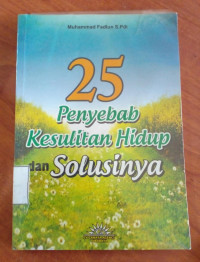 Muhammad Fadlun S.Pdi
25
Penyebab
Kesulitan Hidup
dan Solusinya